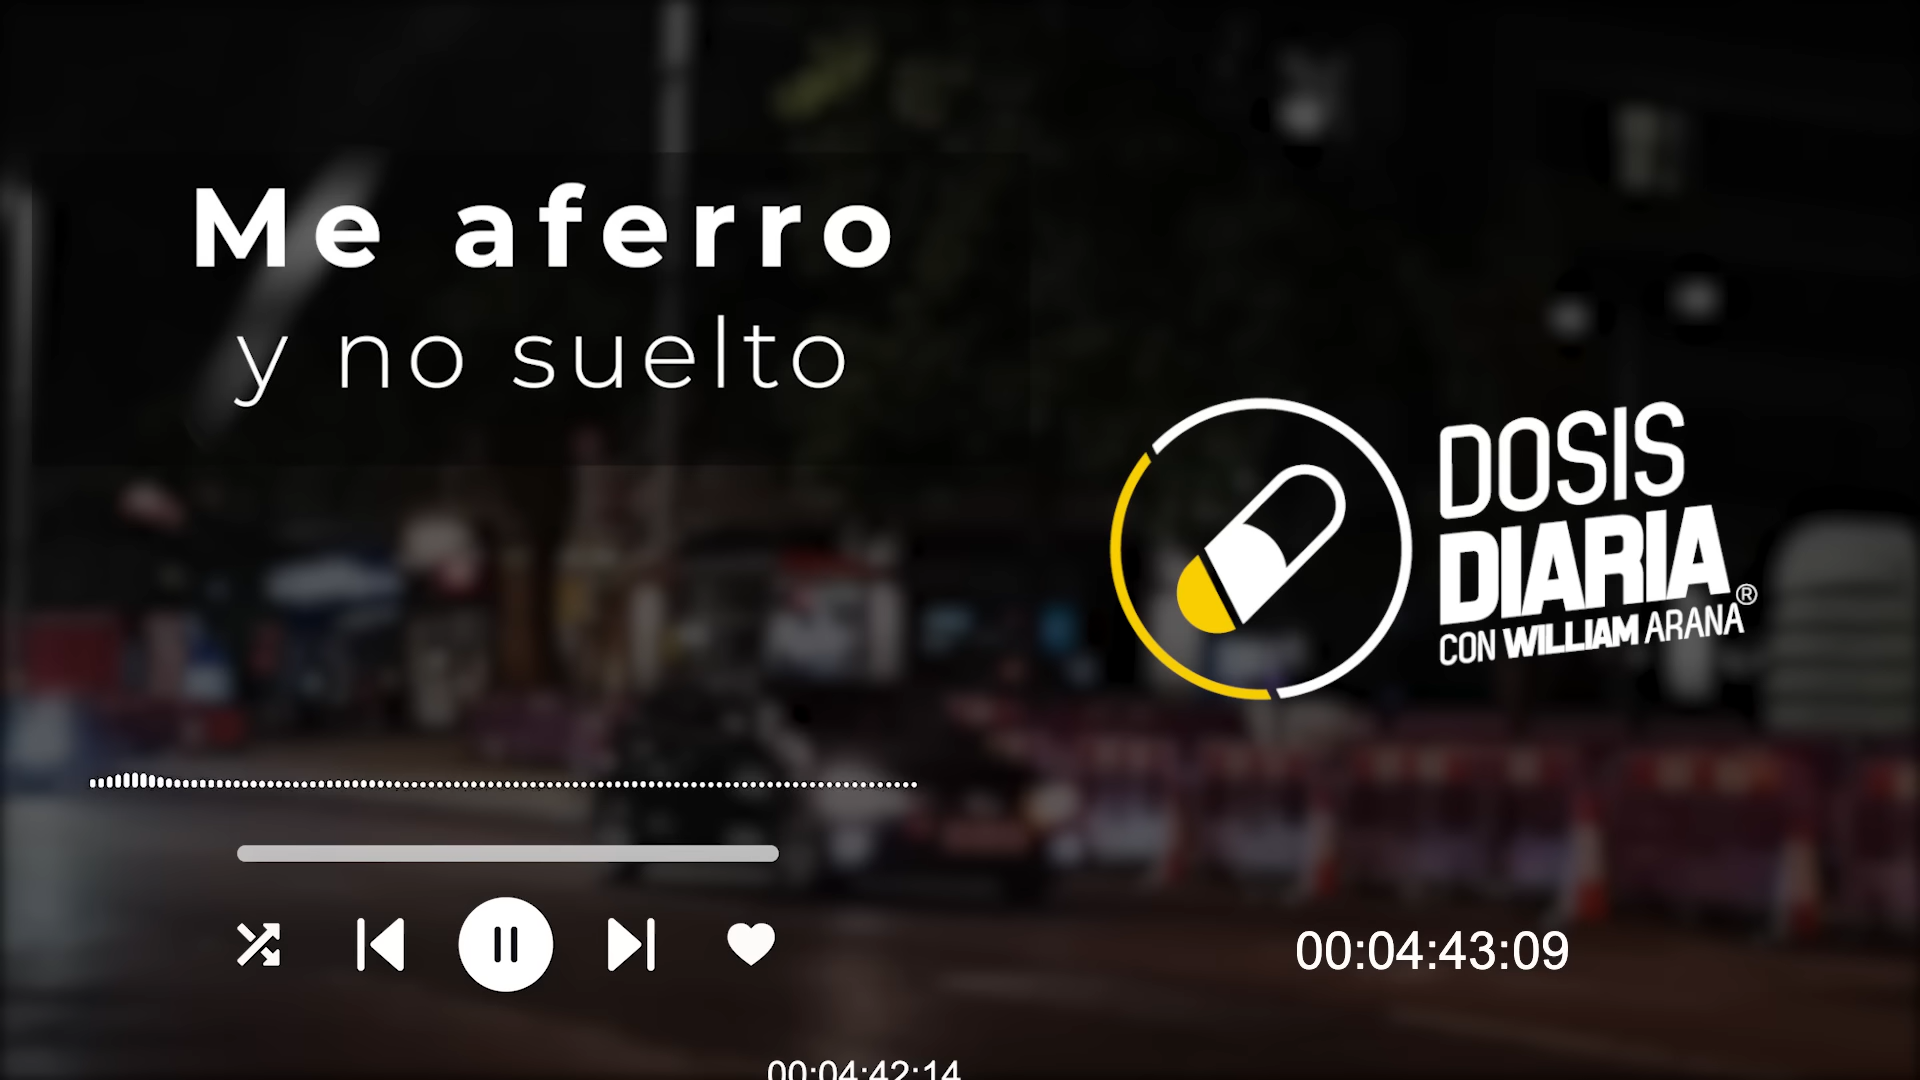 Me aferro
y no suelto
DOSIS
DIARIA®
CON WILLIAM ARANA
00:04:43:09
00:04:42:14